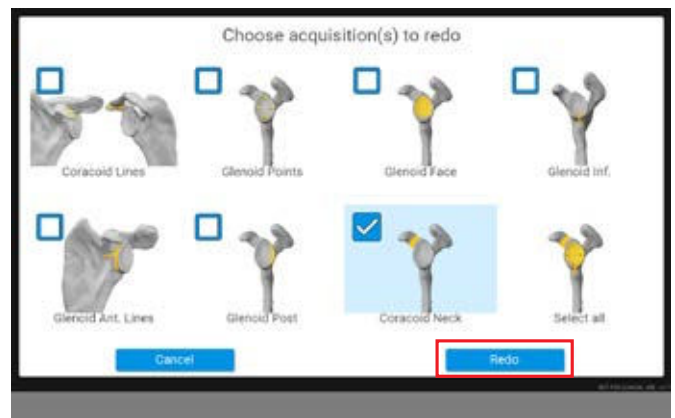 Choose acquisition(s) to redo
Coracoid Lines
Glenoid Points
Glenoid Face
Glenoid Inf.
Glenoid Ant. Lines
Glenoid Post
Coracoid Neck
Select all
Cancel
Redo